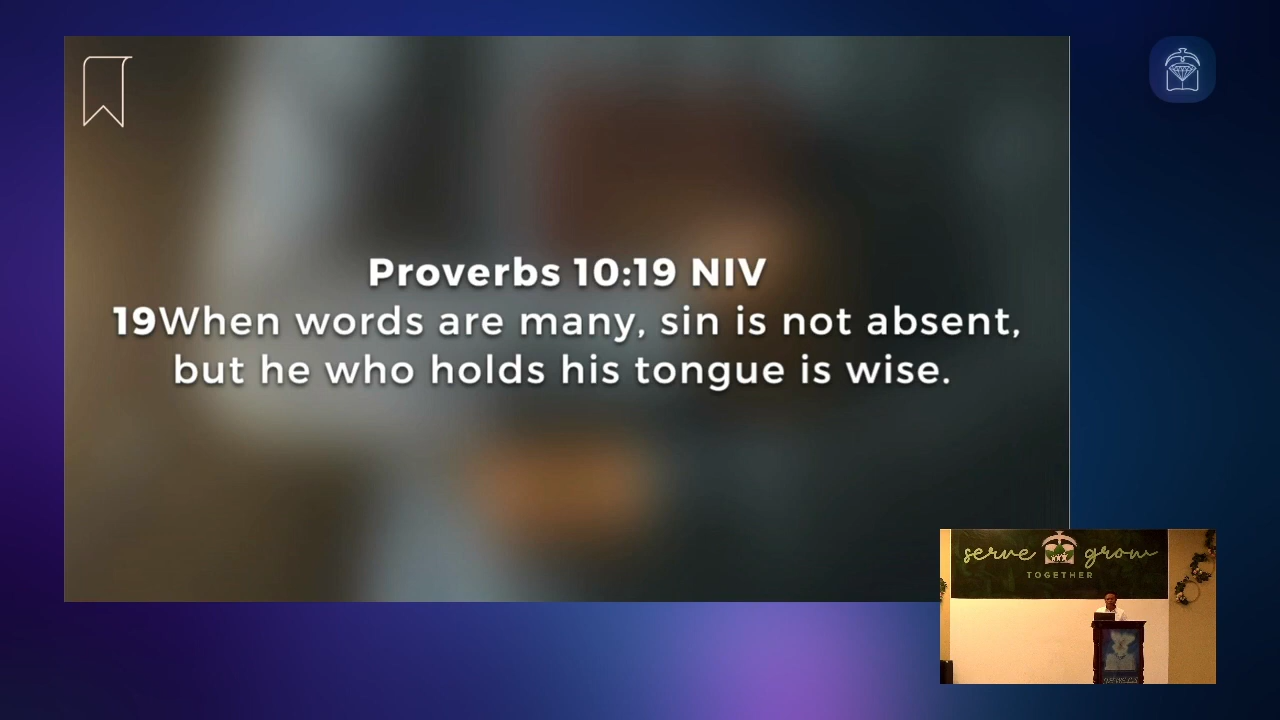 Proverbs 10:19 NIV
19When words are many, sin is not absent,
but he who holds his tongue is wise.
serve grow
TOGETHER